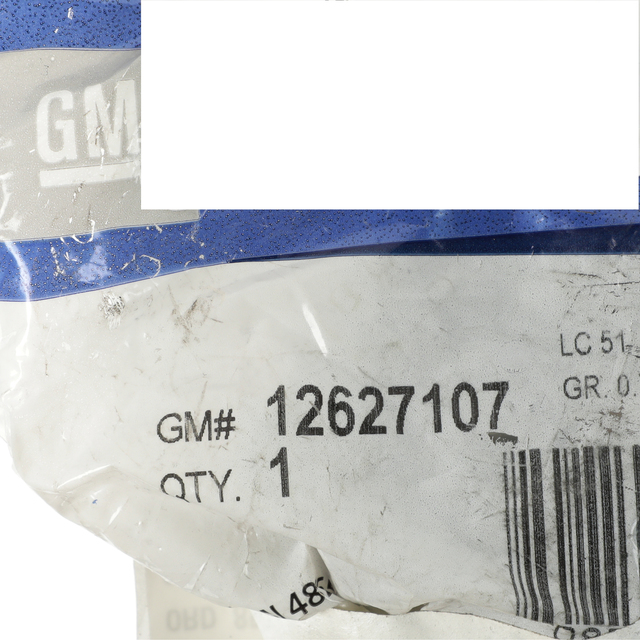 GM
LC 51
GR. 0.
GM# 12627107
QTY. 1